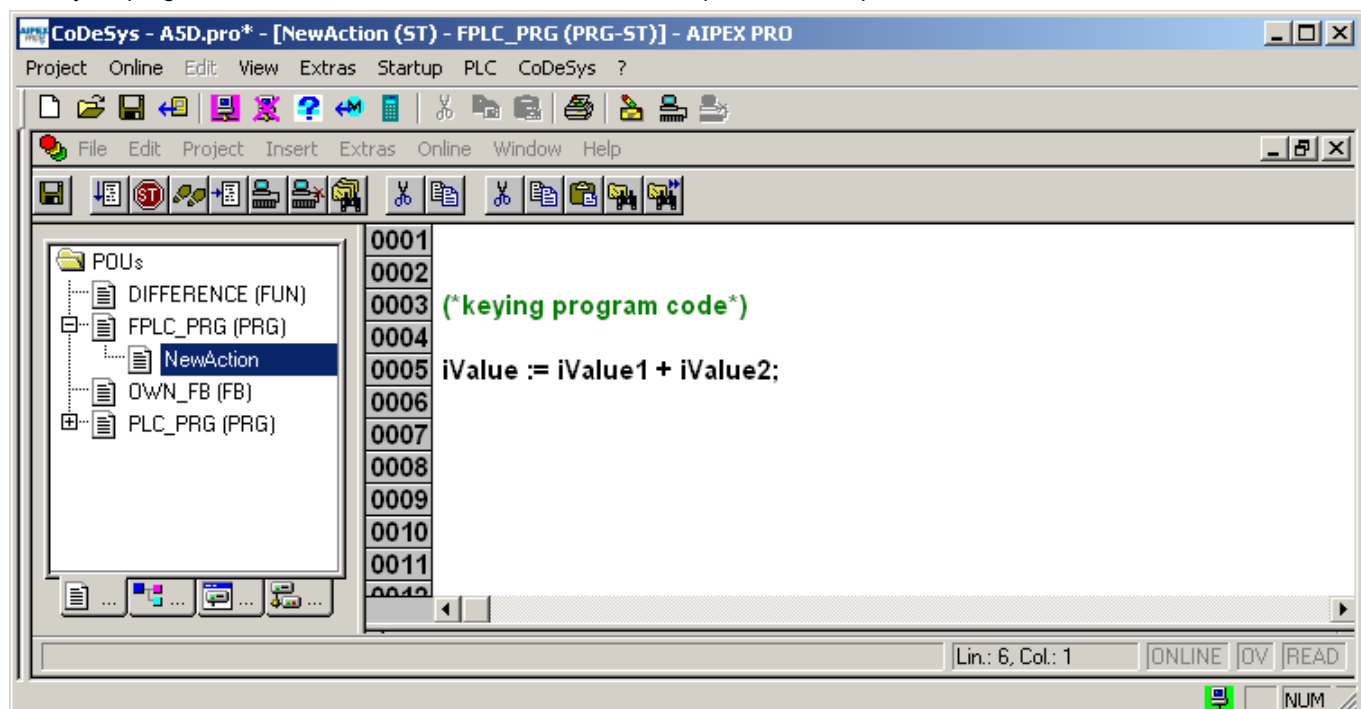 CoDeSys - A5D.pro* - [NewAction (ST) - FPLC_PRG (PRG-ST)] - AIPEX PRO
Project Online Edit View Extras Startup PLC CoDeSys ?
File Edit Project Insert Extras Online Window Help
POUs
DIFFERENCE (FUN)
FPLC_PRG (PRG)
NewAction
OWN_FB (FB)
PLC_PRG (PRG)
... ... ... ...
0001
0002
0003 (*keying program code*)
0004
0005 iValue := iValue1 + iValue2;
0006
0007
0008
0009
0010
0011
0012
Lin.: 6, Col.: 1 ONLINE OV READ
NUM